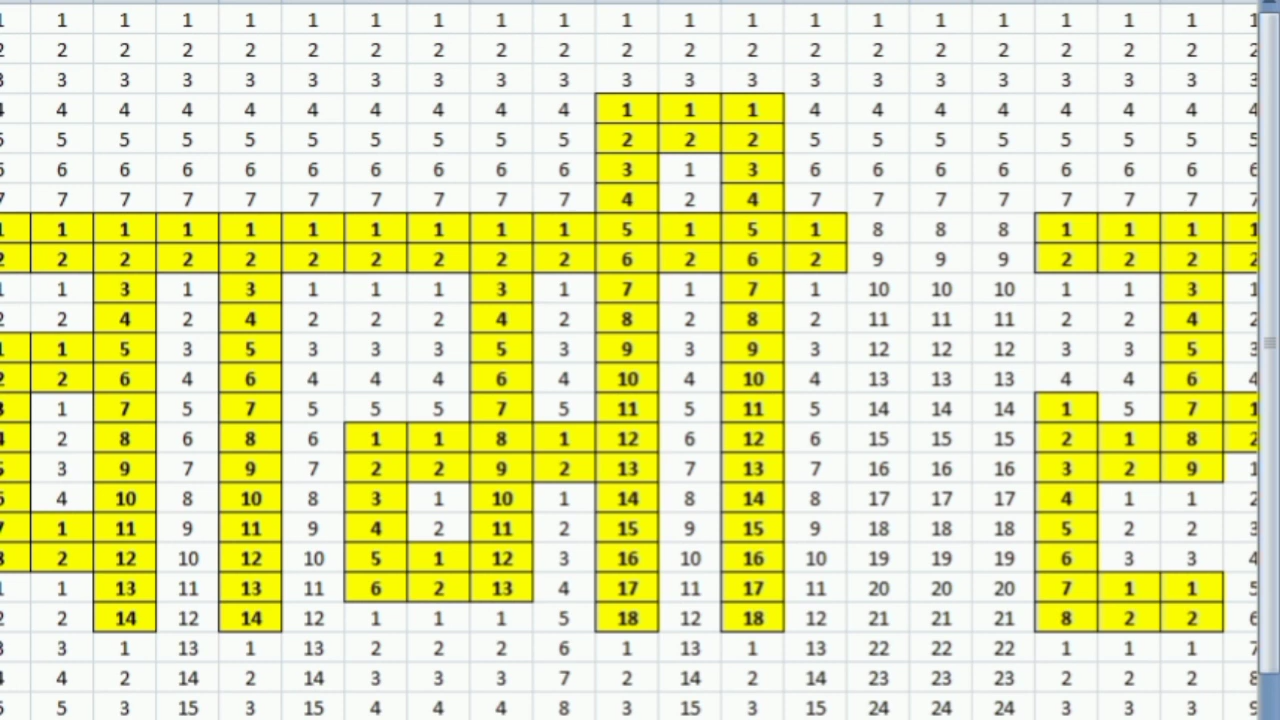 1 1 1 1 1 1 1 1 1 1 1 1 1 1 1 1 1 1 1
2 2 2 2 2 2 2 2 2 2 2 2 2 2 2 2 2 2 2
3 3 3 3 3 3 3 3 3 3 3 3 3 3 3 3 3 3 3
4 4 4 4 4 4 4 4 4 1 1 1 4 4 4 4 4 4 4
5 5 5 5 5 5 5 5 5 2 2 2 5 5 5 5 5 5 5
6 6 6 6 6 6 6 6 6 3 1 3 6 6 6 6 6 6 6
7 7 7 7 7 7 7 7 7 4 2 4 7 7 7 7 7 7 7
1 1 1 1 1 1 1 1 1 5 1 5 1 8 8 8 1 1 1
2 2 2 2 2 2 2 2 2 6 2 6 2 9 9 9 2 2 2
1 3 1 3 1 1 1 3 1 7 1 7 1 10 10 10 1 1 3
2 4 2 4 2 2 2 4 2 8 2 8 2 11 11 11 2 2 4
1 5 3 5 3 3 3 5 3 9 3 9 3 12 12 12 3 3 5
2 6 4 6 4 4 4 6 4 10 4 10 4 13 13 13 4 4 6
1 7 5 7 5 5 5 7 5 11 5 11 5 14 14 14 1 5 7
2 8 6 8 6 1 1 8 1 12 6 12 6 15 15 15 2 1 8
3 9 7 9 7 2 2 9 2 13 7 13 7 16 16 16 3 2 9
4 10 8 10 8 3 1 10 1 14 8 14 8 17 17 17 4 1 1
1 11 9 11 9 4 2 11 2 15 9 15 9 18 18 18 5 2 2
2 12 10 12 10 5 1 12 3 16 10 16 10 19 19 19 6 3 3
1 13 11 13 11 6 2 13 4 17 11 17 11 20 20 20 7 1 1
2 14 12 14 12 1 1 1 5 18 12 18 12 21 21 21 8 2 2
3 1 13 1 13 2 2 2 6 1 13 1 13 22 22 22 1 1 1
4 2 14 2 14 3 3 3 7 2 14 2 14 23 23 23 2 2 2
5 3 15 3 15 4 4 4 8 3 15 3 15 24 24 24 3 3 3